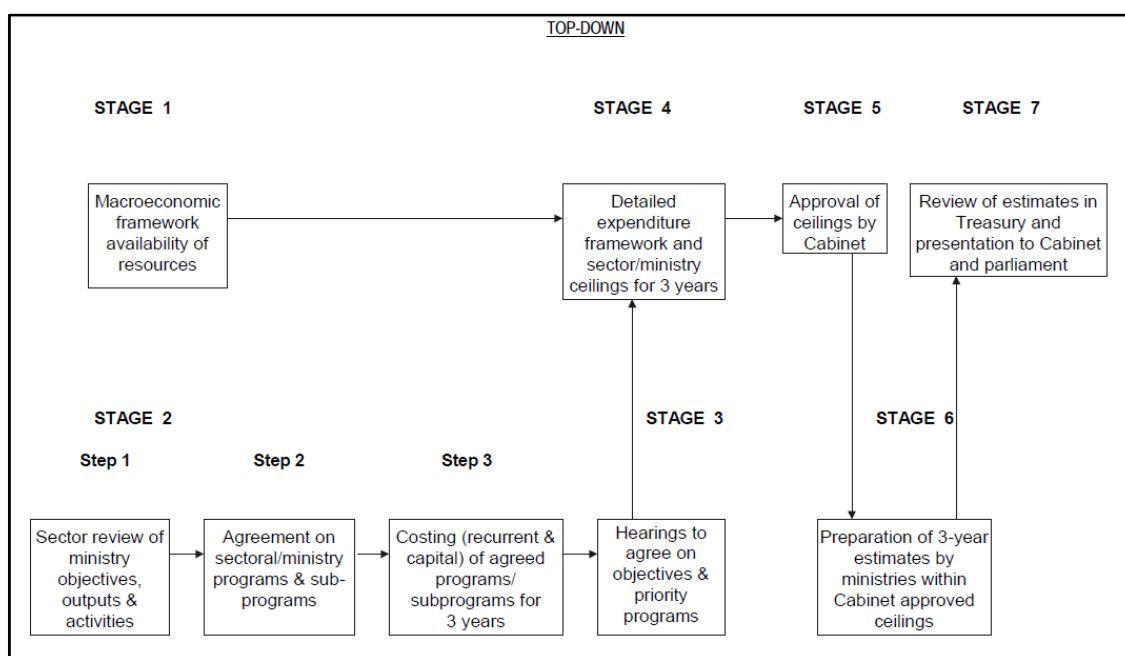 TOP-DOWN
STAGE 1
STAGE 4
STAGE 5
STAGE 7
Macroeconomic
framework
availability of
resources
Detailed
expenditure
framework and
sector/ministry
ceilings for 3 years
Approval of
ceilings by
Cabinet
Review of estimates in
Treasury and
presentation to Cabinet
and parliament
STAGE 2
STAGE 3
STAGE 6
Step 1
Step 2
Step 3
Sector review of
ministry
objectives,
outputs &
activities
Agreement on
sectoral/ministry
programs & sub-
programs
Costing (recurrent &
capital) of agreed
programs/
subprograms for
3 years
Hearings to
agree on
objectives &
priority
programs
Preparation of 3-year
estimates by
ministries within
Cabinet approved
ceilings